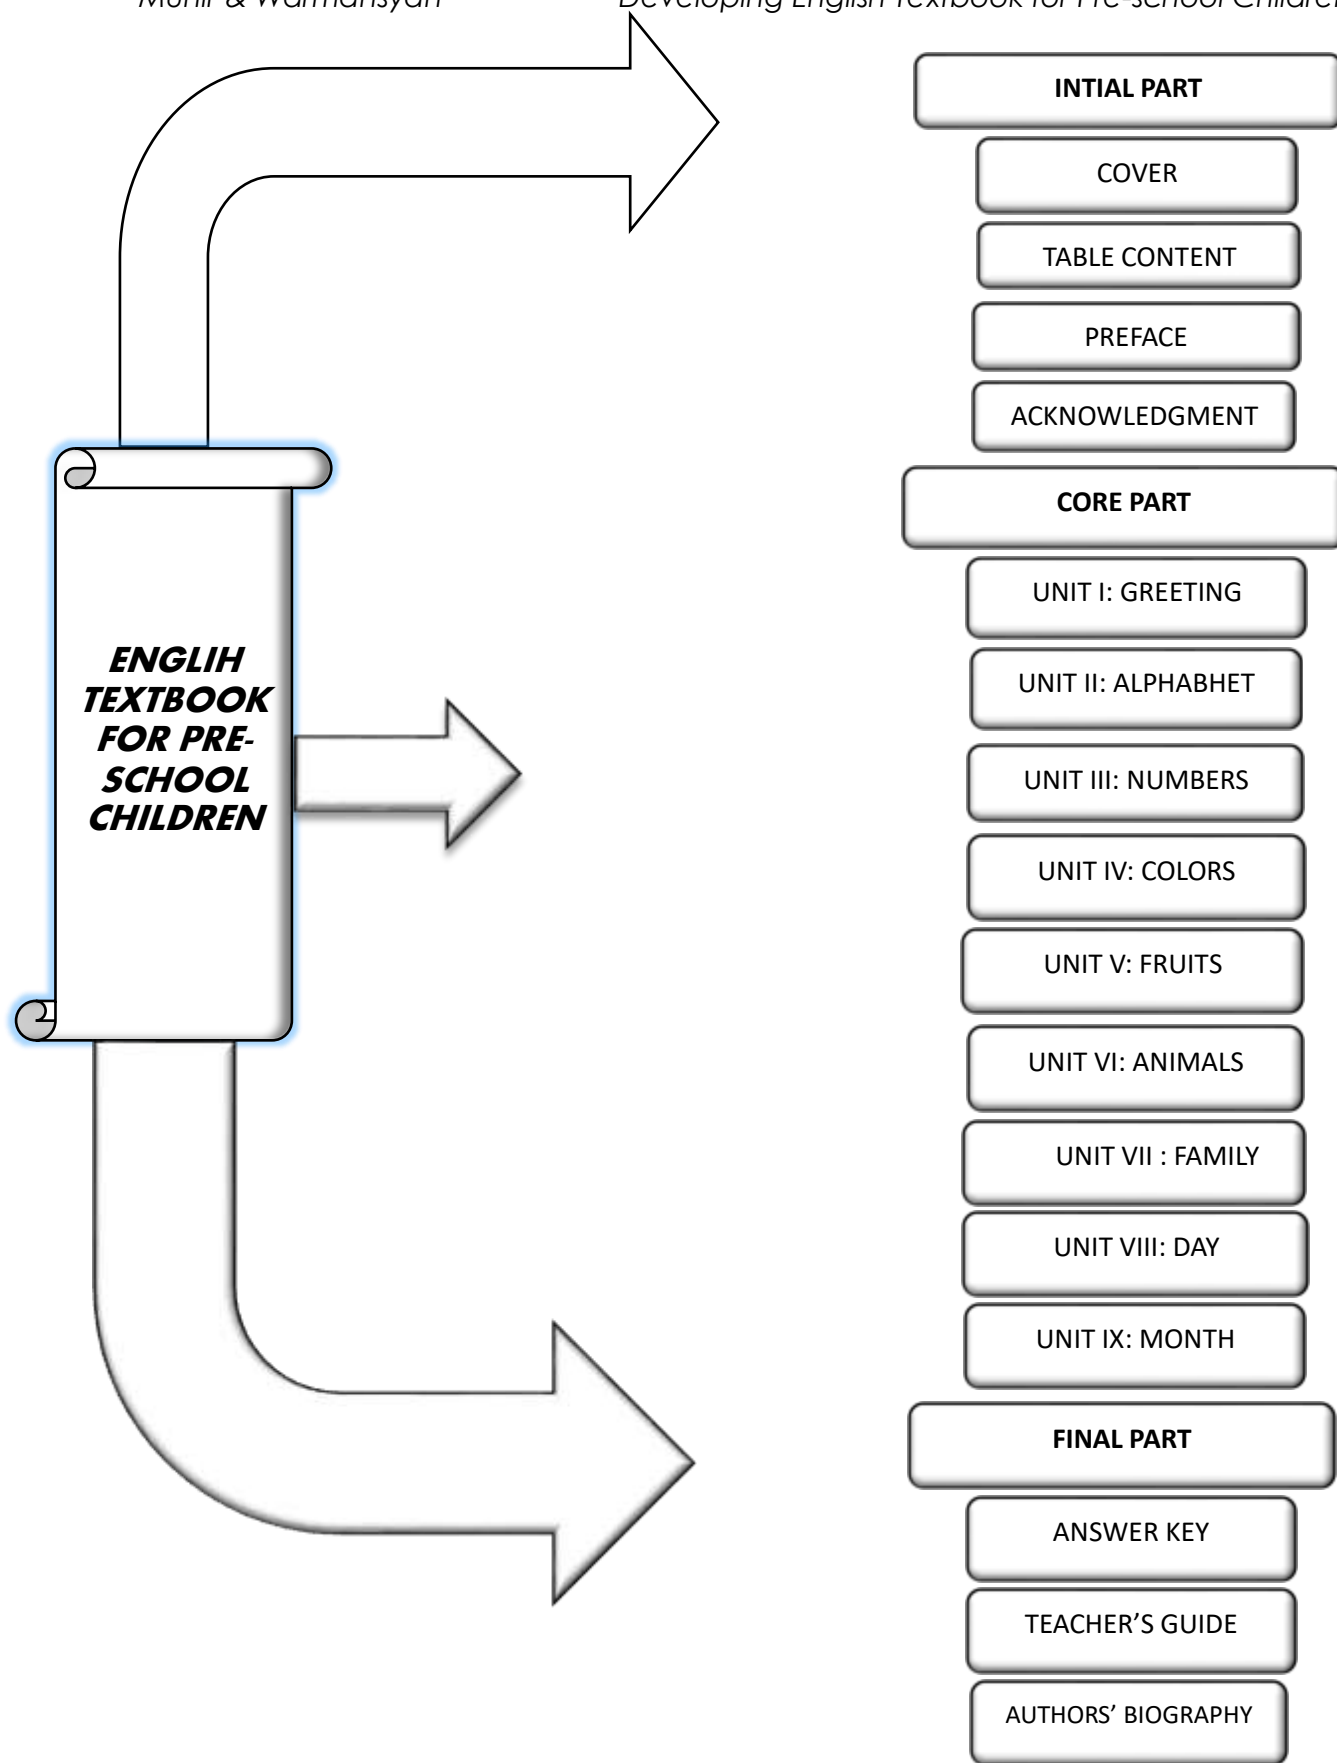 Munir & Warmansyah
Developing English Textbook for Pre-school Children
INTIAL PART
COVER
TABLE CONTENT
PREFACE
ACKNOWLEDGMENT
CORE PART
UNIT I: GREETING
UNIT II: ALPHABHET
UNIT III: NUMBERS
UNIT IV: COLORS
UNIT V: FRUITS
UNIT VI: ANIMALS
UNIT VII : FAMILY
UNIT VIII: DAY
UNIT IX: MONTH
FINAL PART
ANSWER KEY
TEACHER’S GUIDE
AUTHORS’ BIOGRAPHY
ENGLIH
TEXTBOOK
FOR PRE-
SCHOOL
CHILDREN